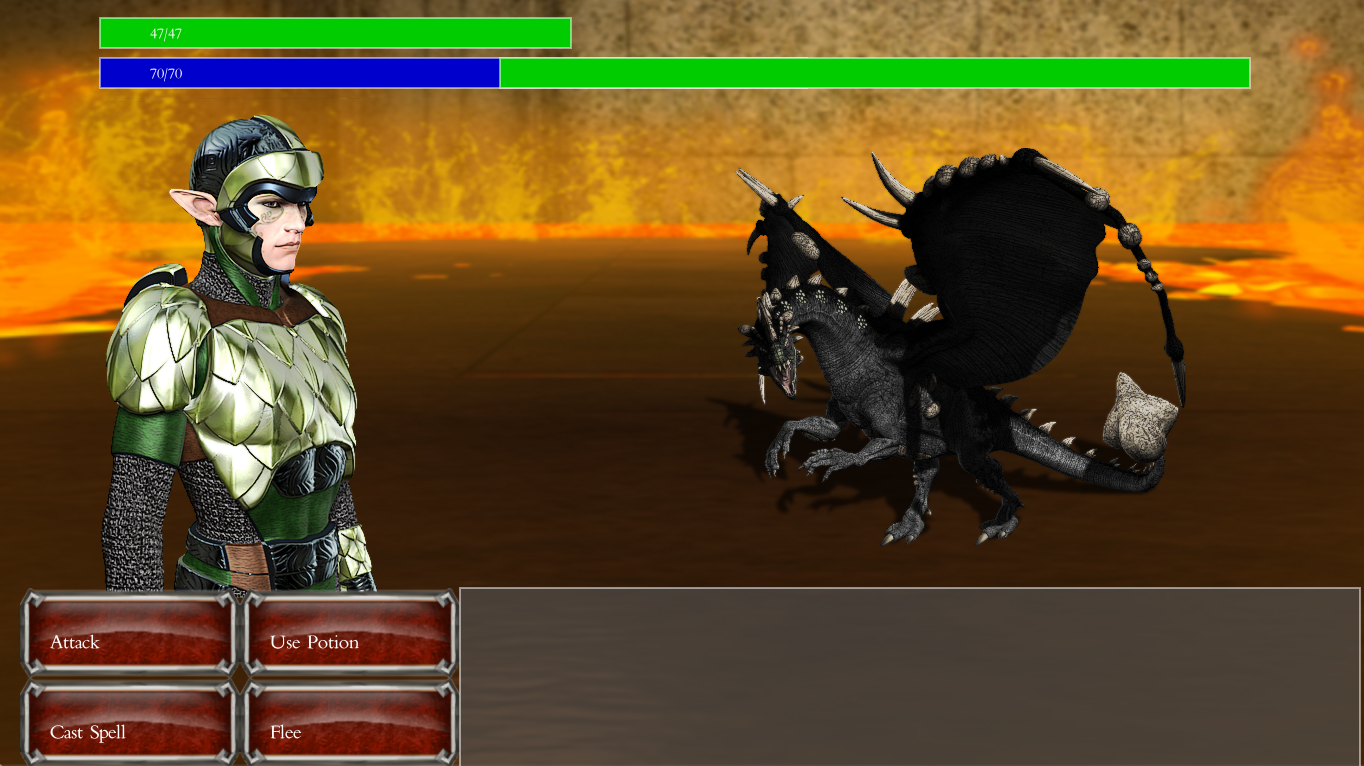 47/47
70/70
Attack
Use Potion
Cast Spell
Flee